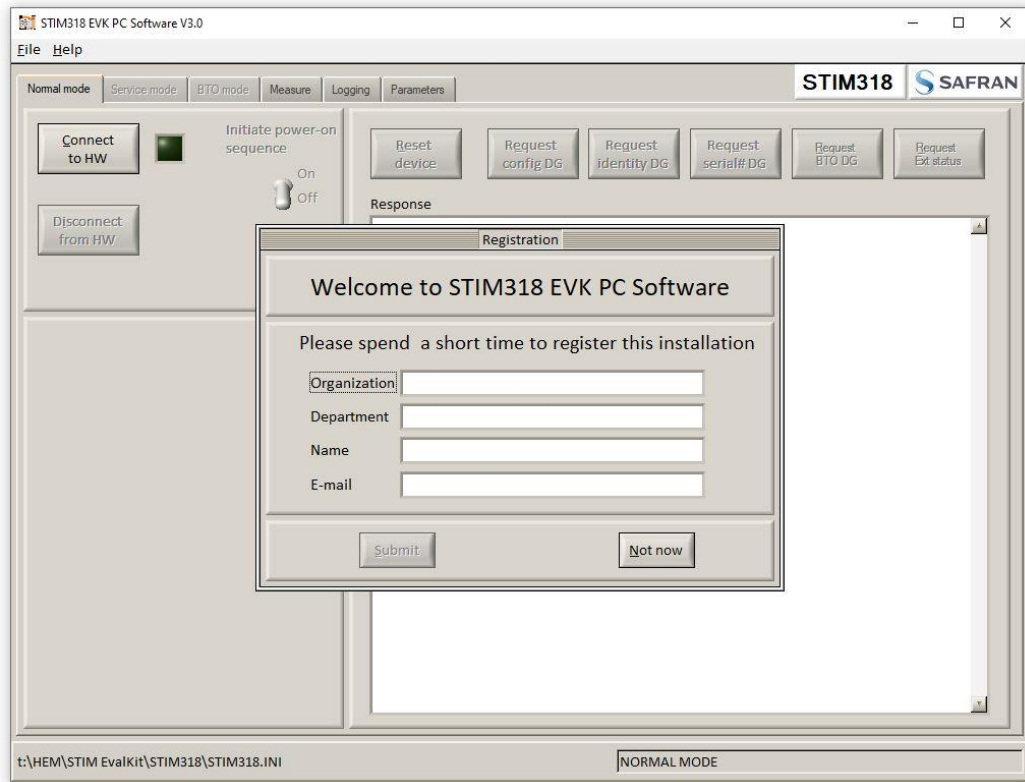 STIM318 EVK PC Software V3.0
File Help
Normal mode Service mode BTO mode Measure Logging Parameters
STIM318 SAFRAN
Connect
to HW
Initiate power-on
sequence
On
Off
Disconnect
from HW
Reset
device
Request
config DG
Request
identity DG
Request
serial# DG
Request
BTO DG
Request
Ext status
Response
Registration
Welcome to STIM318 EVK PC Software
Please spend a short time to register this installation
Organization
Department
Name
E-mail
Submit Not now
t:\HEM\STIM EvalKit\STIM318\STIM318.INI NORMAL MODE